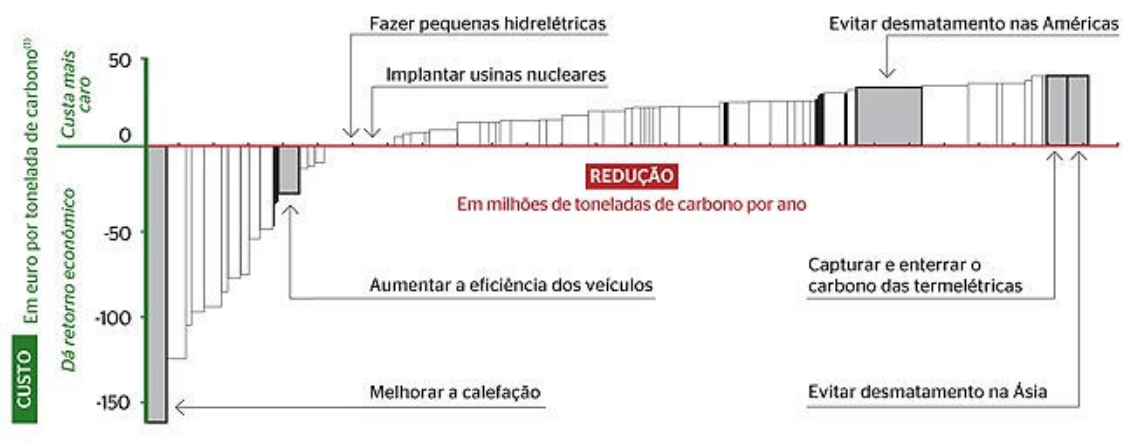 CUSTO Em euro por tonelada de carbono(1)
Custa mais
caro
Dá retorno econômico
50
0
-50
-100
-150
Fazer pequenas hidrelétricas
Implantar usinas nucleares
Evitar desmatamento nas Américas
REDUÇÃO
Em milhões de toneladas de carbono por ano
Aumentar a eficiência dos veículos
Capturar e enterrar o
carbono das termelétricas
Melhorar a calefação
Evitar desmatamento na Ásia